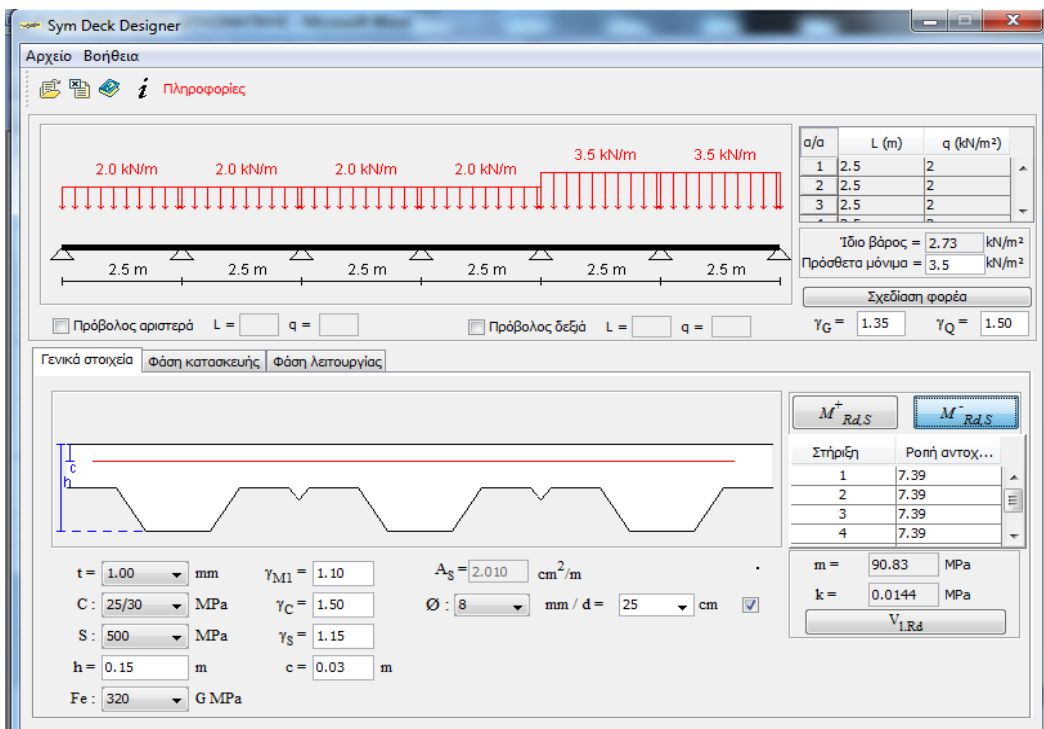 Sym Deck Designer
Αρχείο Βοήθεια
i Πληροφορίες
2.0 kN/m 2.0 kN/m 2.0 kN/m 2.0 kN/m 3.5 kN/m 3.5 kN/m
2.5 m 2.5 m 2.5 m 2.5 m 2.5 m 2.5 m
α/α L (m) q (kN/m²)
1 2.5 2
2 2.5 2
3 2.5 2
Ίδιο βάρος = 2.73 kN/m²
Πρόσθετα μόνιμα = 3.5 kN/m²
Σχεδίαση φορέα
Πρόβολος αριστερά L = q = Πρόβολος δεξιά L = q = γG = 1.35 γQ = 1.50
Γενικά στοιχεία Φάση κατασκευής Φάση λειτουργίας
c
h
M⁺Rd,S M⁻Rd,S
Στήριξη Ροπή αντοχ...
1 7.39
2 7.39
3 7.39
4 7.39
t = 1.00 mm γM1 = 1.10 AS = 2.010 cm²/m
C : 25/30 MPa γC = 1.50 Ø : 8 mm / d = 25 cm
S : 500 MPa γS = 1.15
h = 0.15 m c = 0.03 m
Fe : 320 G MPa
m = 90.83 MPa
k = 0.0144 MPa
V1.Rd